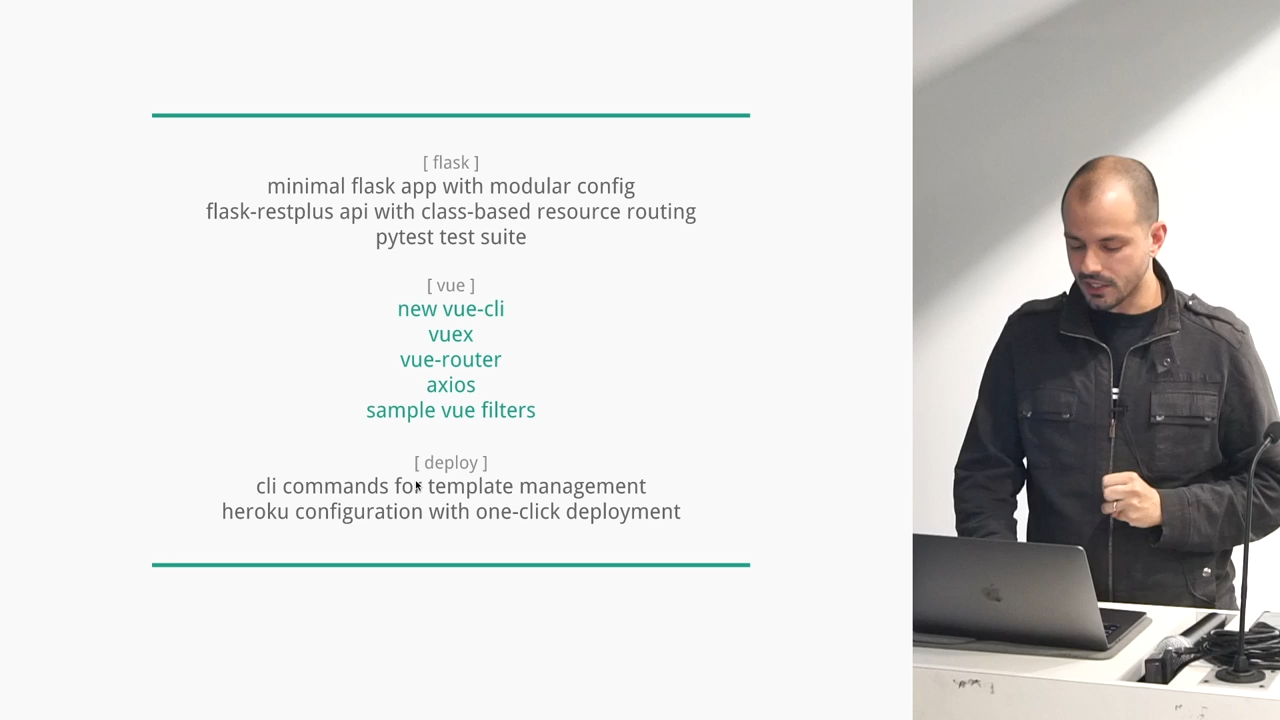 [ flask ]
minimal flask app with modular config
flask-restplus api with class-based resource routing
pytest test suite
[ vue ]
new vue-cli
vuex
vue-router
axios
sample vue filters
[ deploy ]
cli commands for template management
heroku configuration with one-click deployment